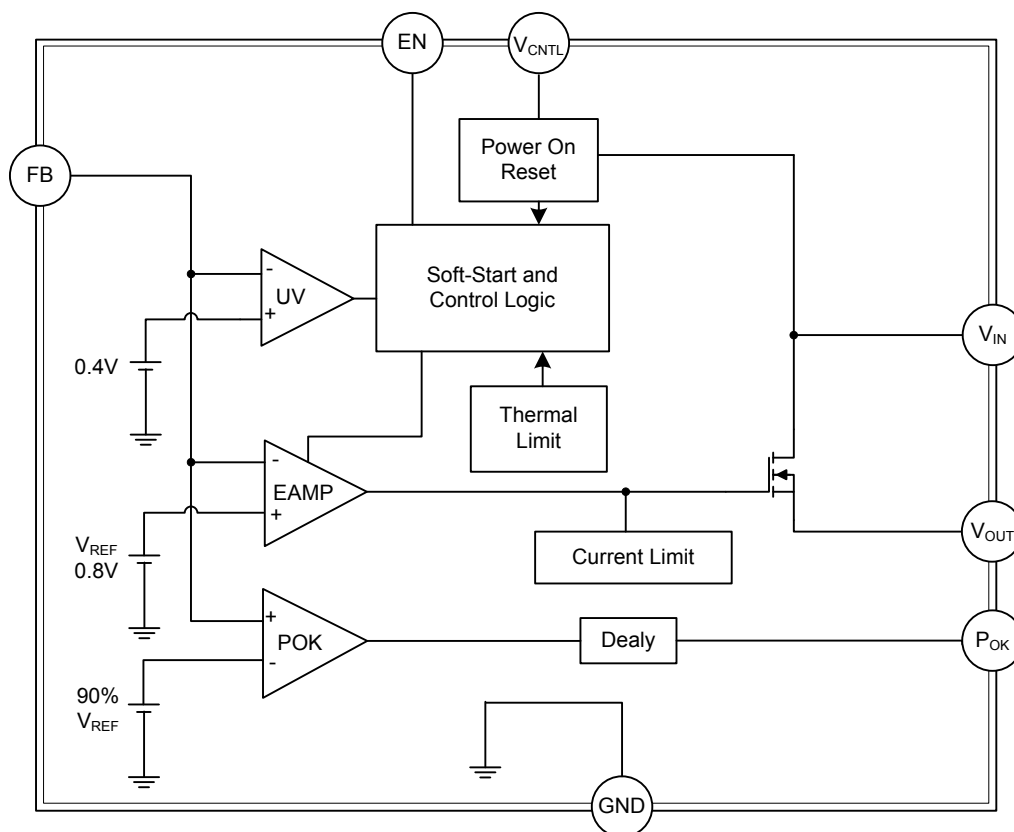 EN
VCNTL
Power On
Reset
FB
Soft-Start and
Control Logic
-
UV
+
0.4V
VIN
Thermal
Limit
-
EAMP
+
VREF
0.8V
VOUT
Current Limit
+
POK
-
Dealy
POK
90%
VREF
GND